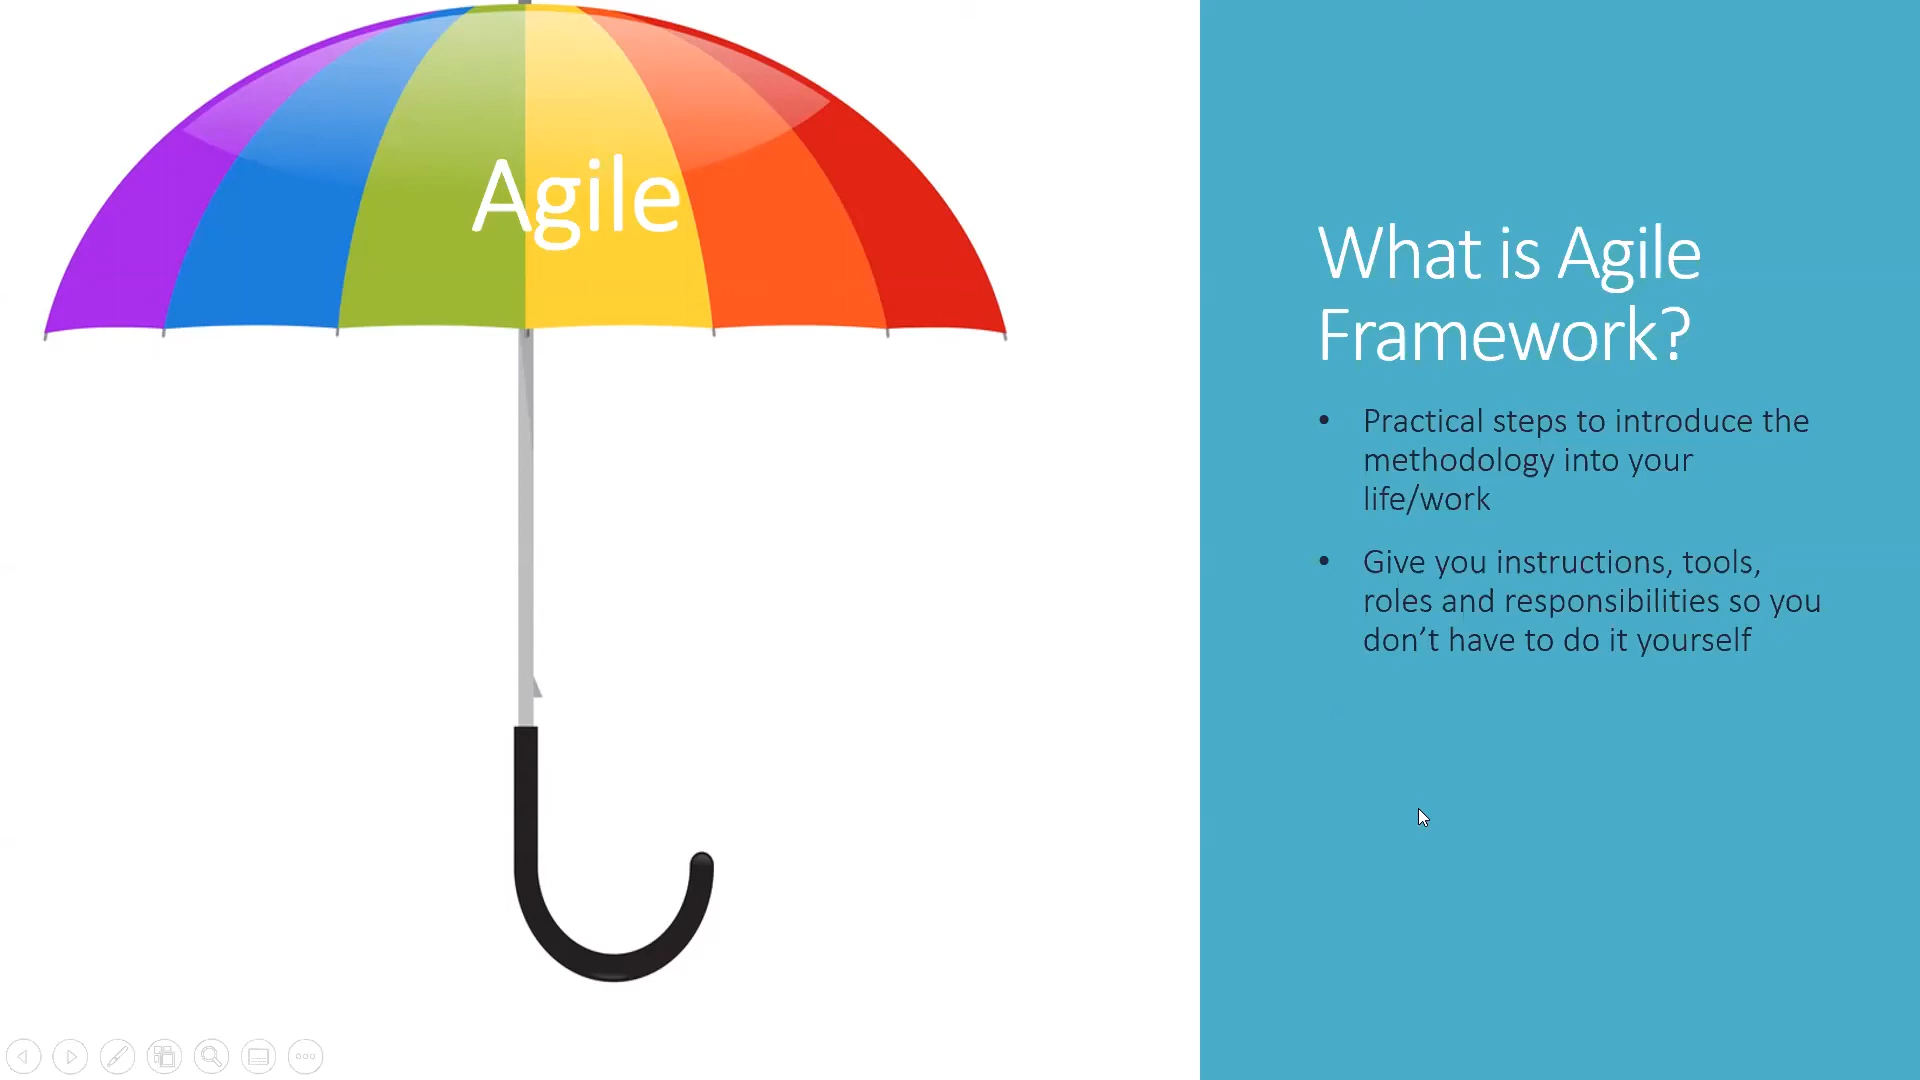 Agile
What is Agile
Framework?
• Practical steps to introduce the
methodology into your
life/work
• Give you instructions, tools,
roles and responsibilities so you
don’t have to do it yourself